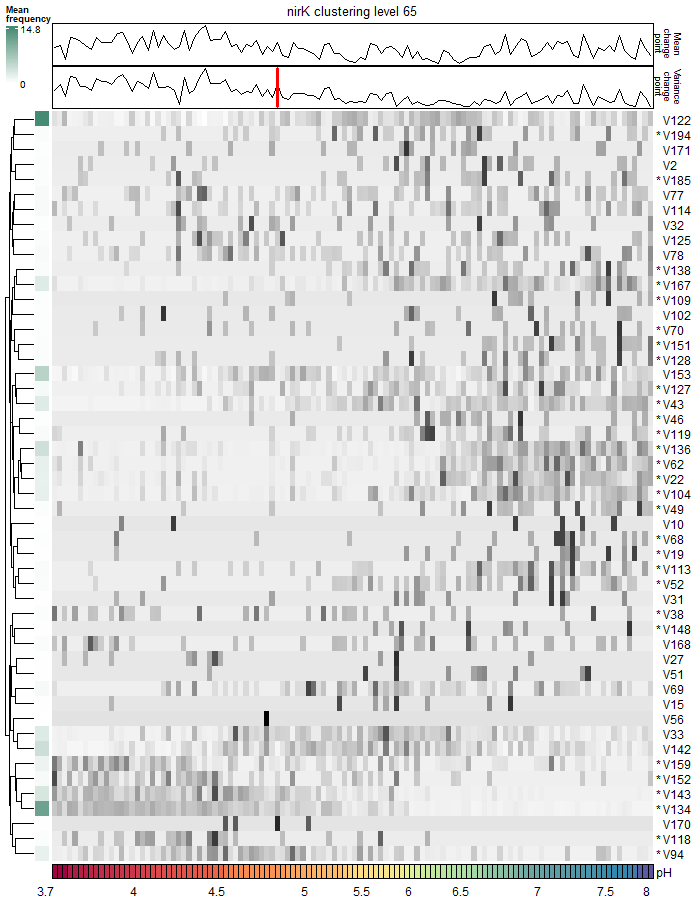 Mean
frequency
14.8
0
nirK clustering level 65
Mean
change
point
Variance
change
point
V122
* V194
V171
V2
* V185
V77
V114
V32
V125
V78
* V138
* V167
* V109
V102
* V70
* V151
* V128
V153
* V127
* V43
* V46
* V119
* V136
* V62
* V22
* V104
* V49
V10
* V68
* V19
* V113
* V52
V31
* V38
* V148
V168
V27
V51
V69
V15
V56
V33
V142
* V159
* V152
* V143
* V134
V170
* V118
* V94
pH
3.7 4 4.5 5 5.5 6 6.5 7 7.5 8